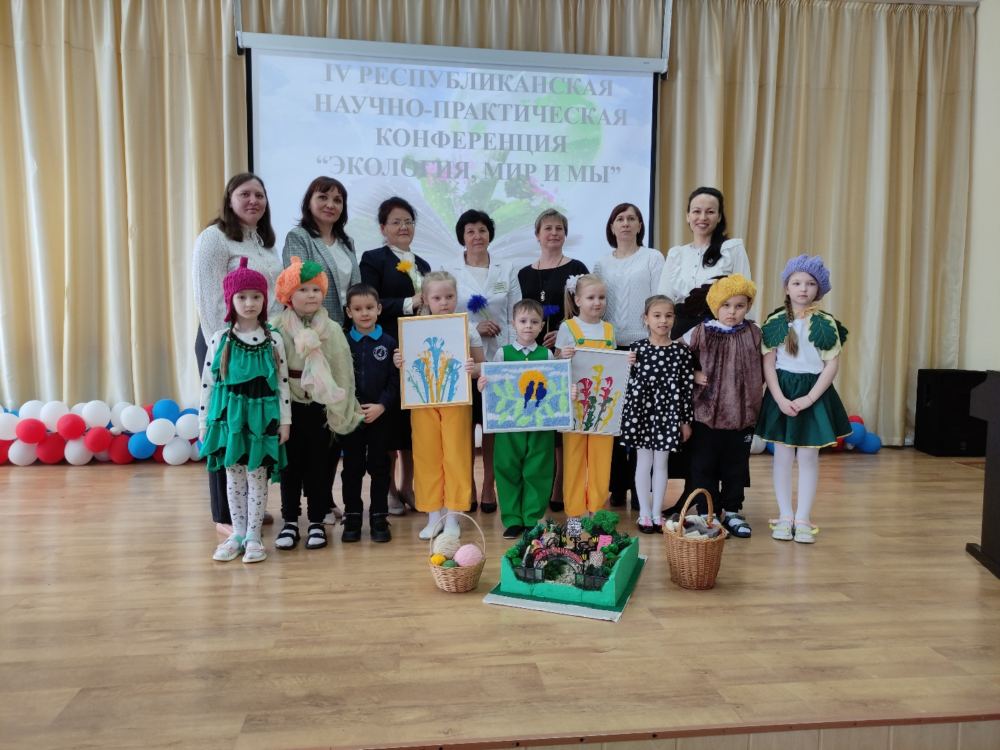 IV РЕСПУБЛИКАНСКАЯ
НАУЧНО-ПРАКТИЧЕСКАЯ
КОНФЕРЕНЦИЯ
“ЭКОЛОГИЯ, МИР И МЫ”